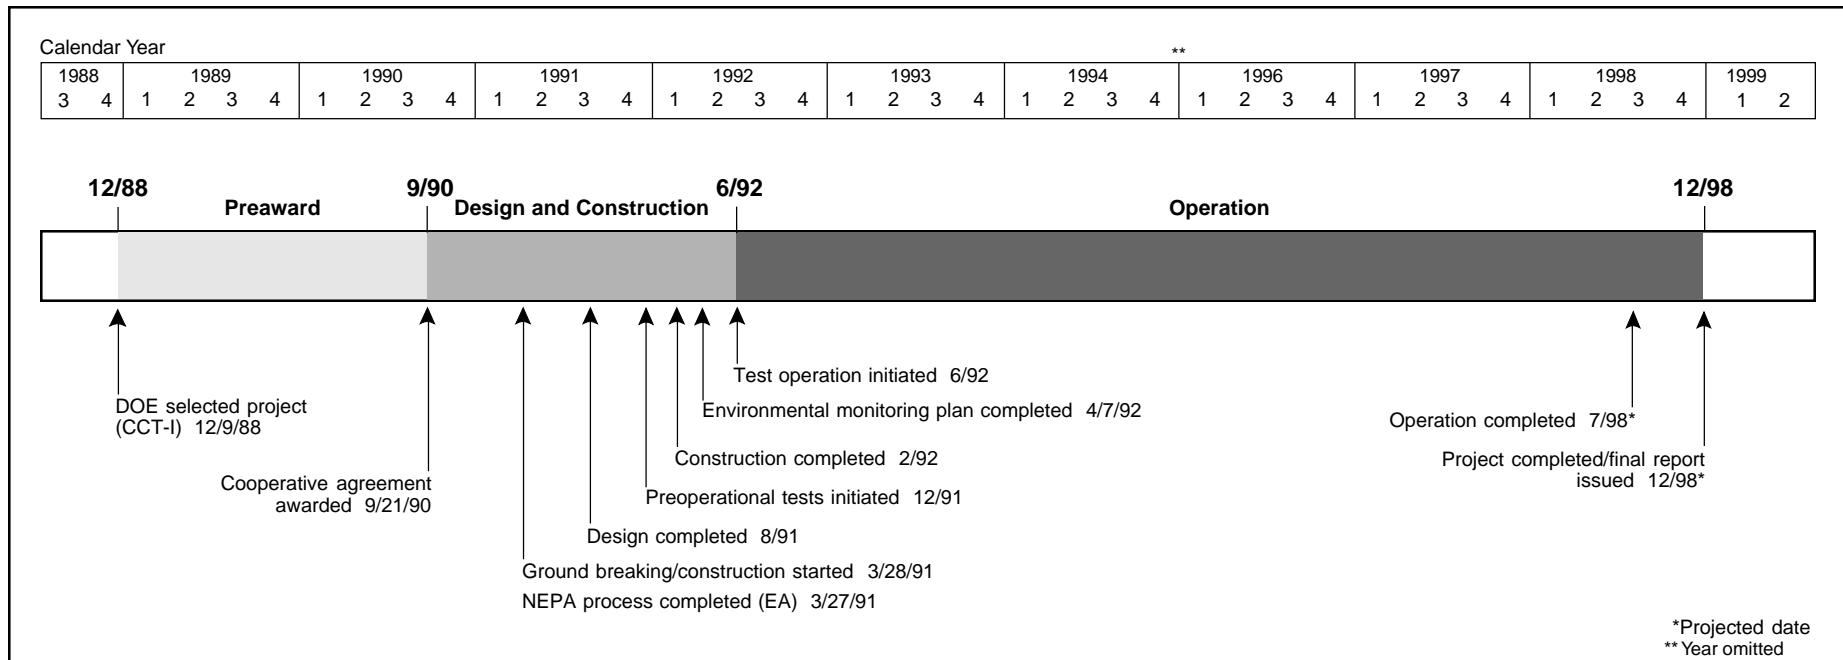 Calendar Year
**
1988 1989 1990 1991 1992 1993 1994 1996 1997 1998 1999
3 4 1 2 3 4 1 2 3 4 1 2 3 4 1 2 3 4 1 2 3 4 1 2 3 4 1 2 3 4 1 2 3 4 1 2 3 4 1 2
12/88 9/90 6/92 12/98
Preaward Design and Construction Operation
Test operation initiated 6/92
DOE selected project
(CCT-I) 12/9/88
Environmental monitoring plan completed 4/7/92
Operation completed 7/98*
Construction completed 2/92
Project completed/final report
issued 12/98*
Cooperative agreement
awarded 9/21/90
Preoperational tests initiated 12/91
Design completed 8/91
Ground breaking/construction started 3/28/91
NEPA process completed (EA) 3/27/91
*Projected date
** Year omitted